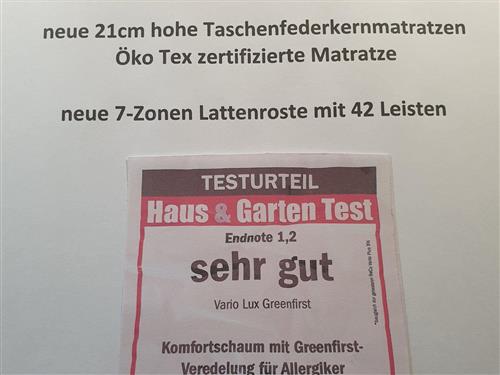 neue 21cm hohe Taschenfederkernmatratzen
Öko Tex zertifizierte Matratze
neue 7-Zonen Lattenroste mit 42 Leisten
TESTURTEIL
Haus & Garten Test
Endnote 1,2
sehr gut
Vario Lux Greenfirst
Komfortschaum mit Greenfirst-
Veredelung für Allergiker